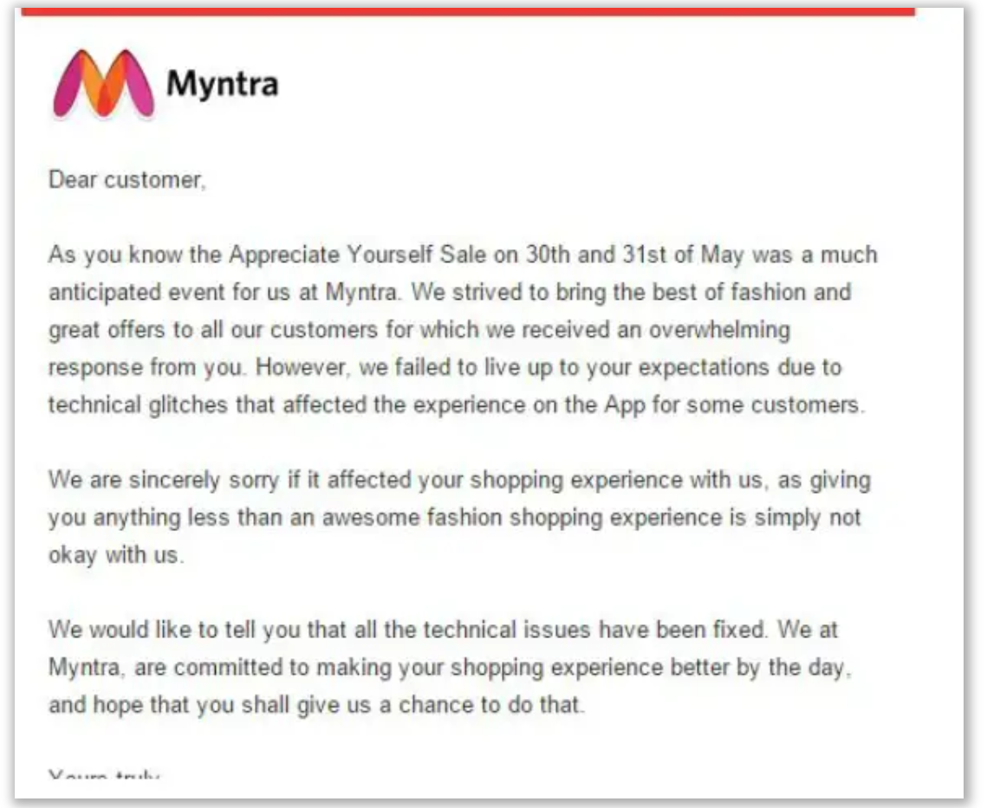 Myntra
Dear customer,
As you know the Appreciate Yourself Sale on 30th and 31st of May was a much
anticipated event for us at Myntra. We strived to bring the best of fashion and
great offers to all our customers for which we received an overwhelming
response from you. However, we failed to live up to your expectations due to
technical glitches that affected the experience on the App for some customers.
We are sincerely sorry if it affected your shopping experience with us, as giving
you anything less than an awesome fashion shopping experience is simply not
okay with us.
We would like to tell you that all the technical issues have been fixed. We at
Myntra, are committed to making your shopping experience better by the day,
and hope that you shall give us a chance to do that.
Yours truly